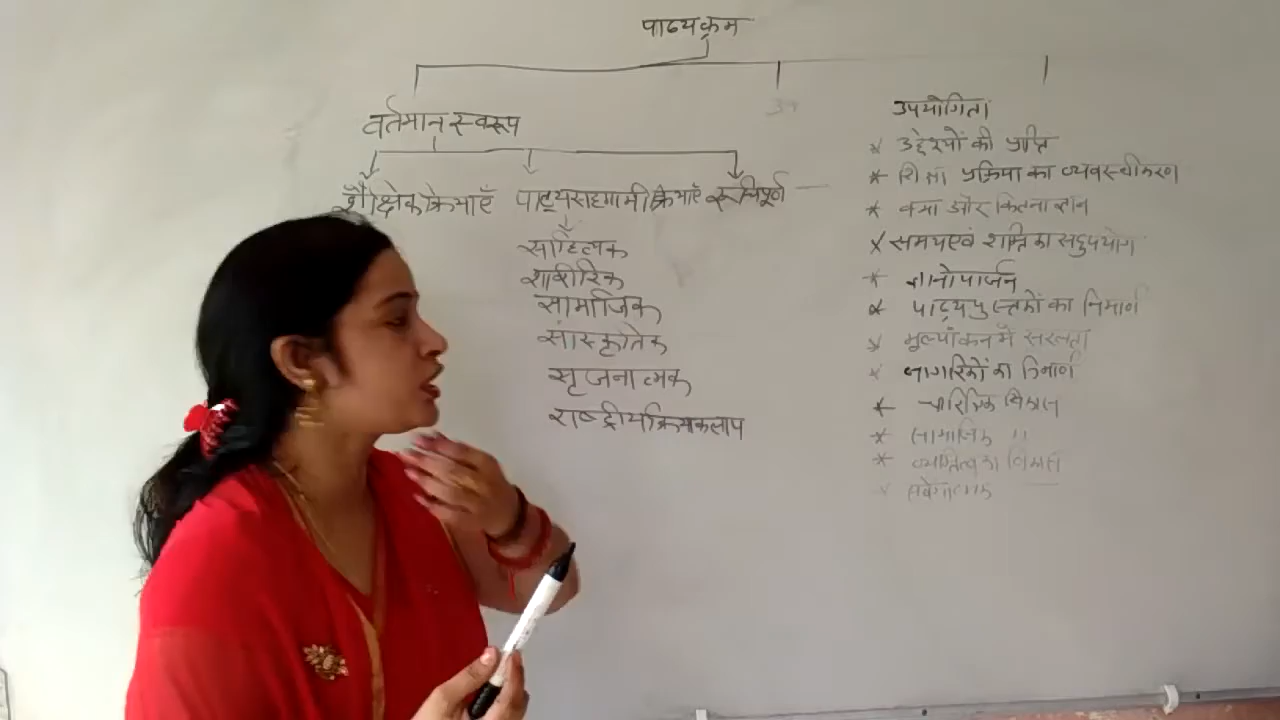 पाठ्यक्रम
वर्तमान स्वरूप
शैक्षिक क्रियाएँ पाठ्यसहगामी क्रियाएँ रूचिपूर्ण
साहित्यिक
शारीरिक
सामाजिक
सांस्कृतिक
सृजनात्मक
राष्ट्रीय क्रियाकलाप
उपयोगिता
* उद्देश्यों की प्राप्ति
* शिक्षा प्रक्रिया का व्यवस्थीकरण
* क्या और कितना ज्ञान
* समय एवं शक्ति का सदुपयोग
* ज्ञानोपार्जन
* पाठ्यपुस्तकों का निर्माण
* मूल्यांकन में सरलता
* नागरिकों का निर्माण
* चारित्रिक विकास
* सामाजिक "
* व्यक्तित्व का विकास